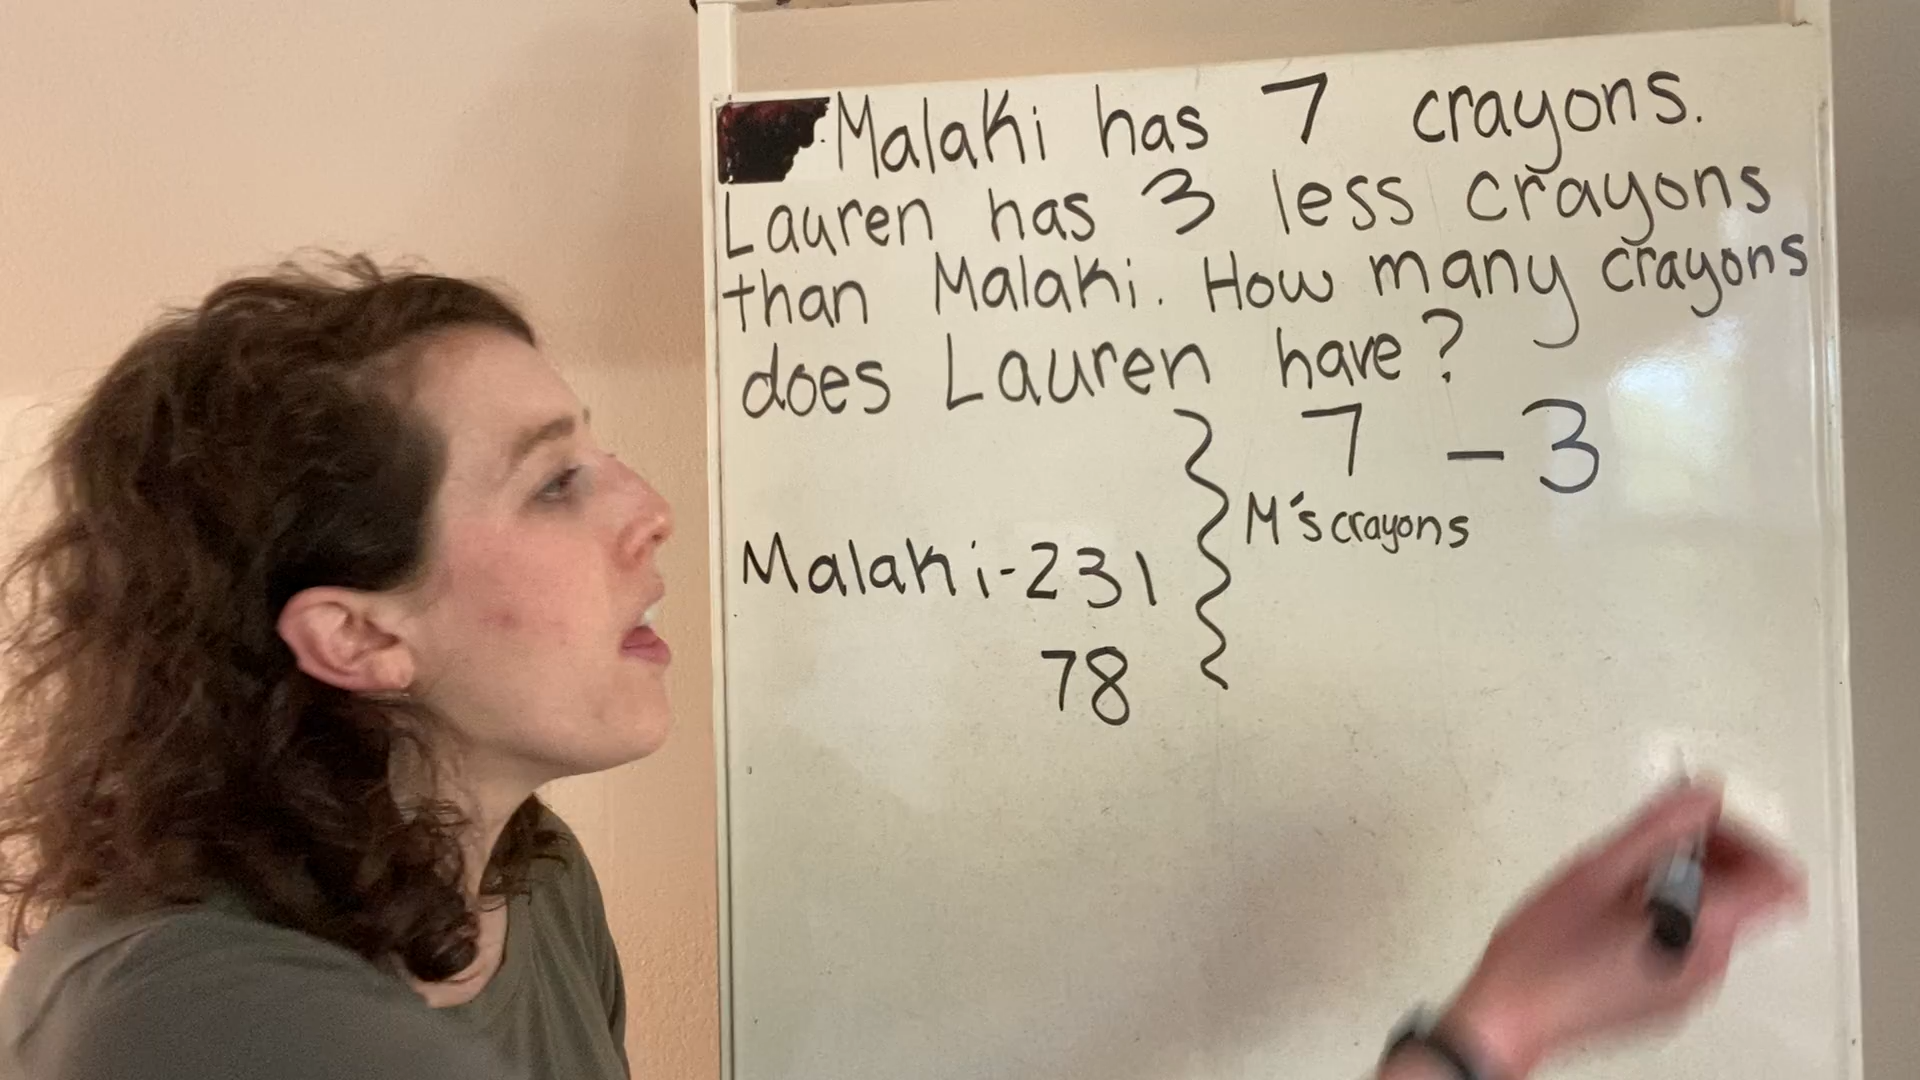 Malaki has 7 crayons.
Lauren has 3 less crayons
than Malaki. How many crayons
does Lauren have?
7 - 3
M's crayons
Malaki-231
78